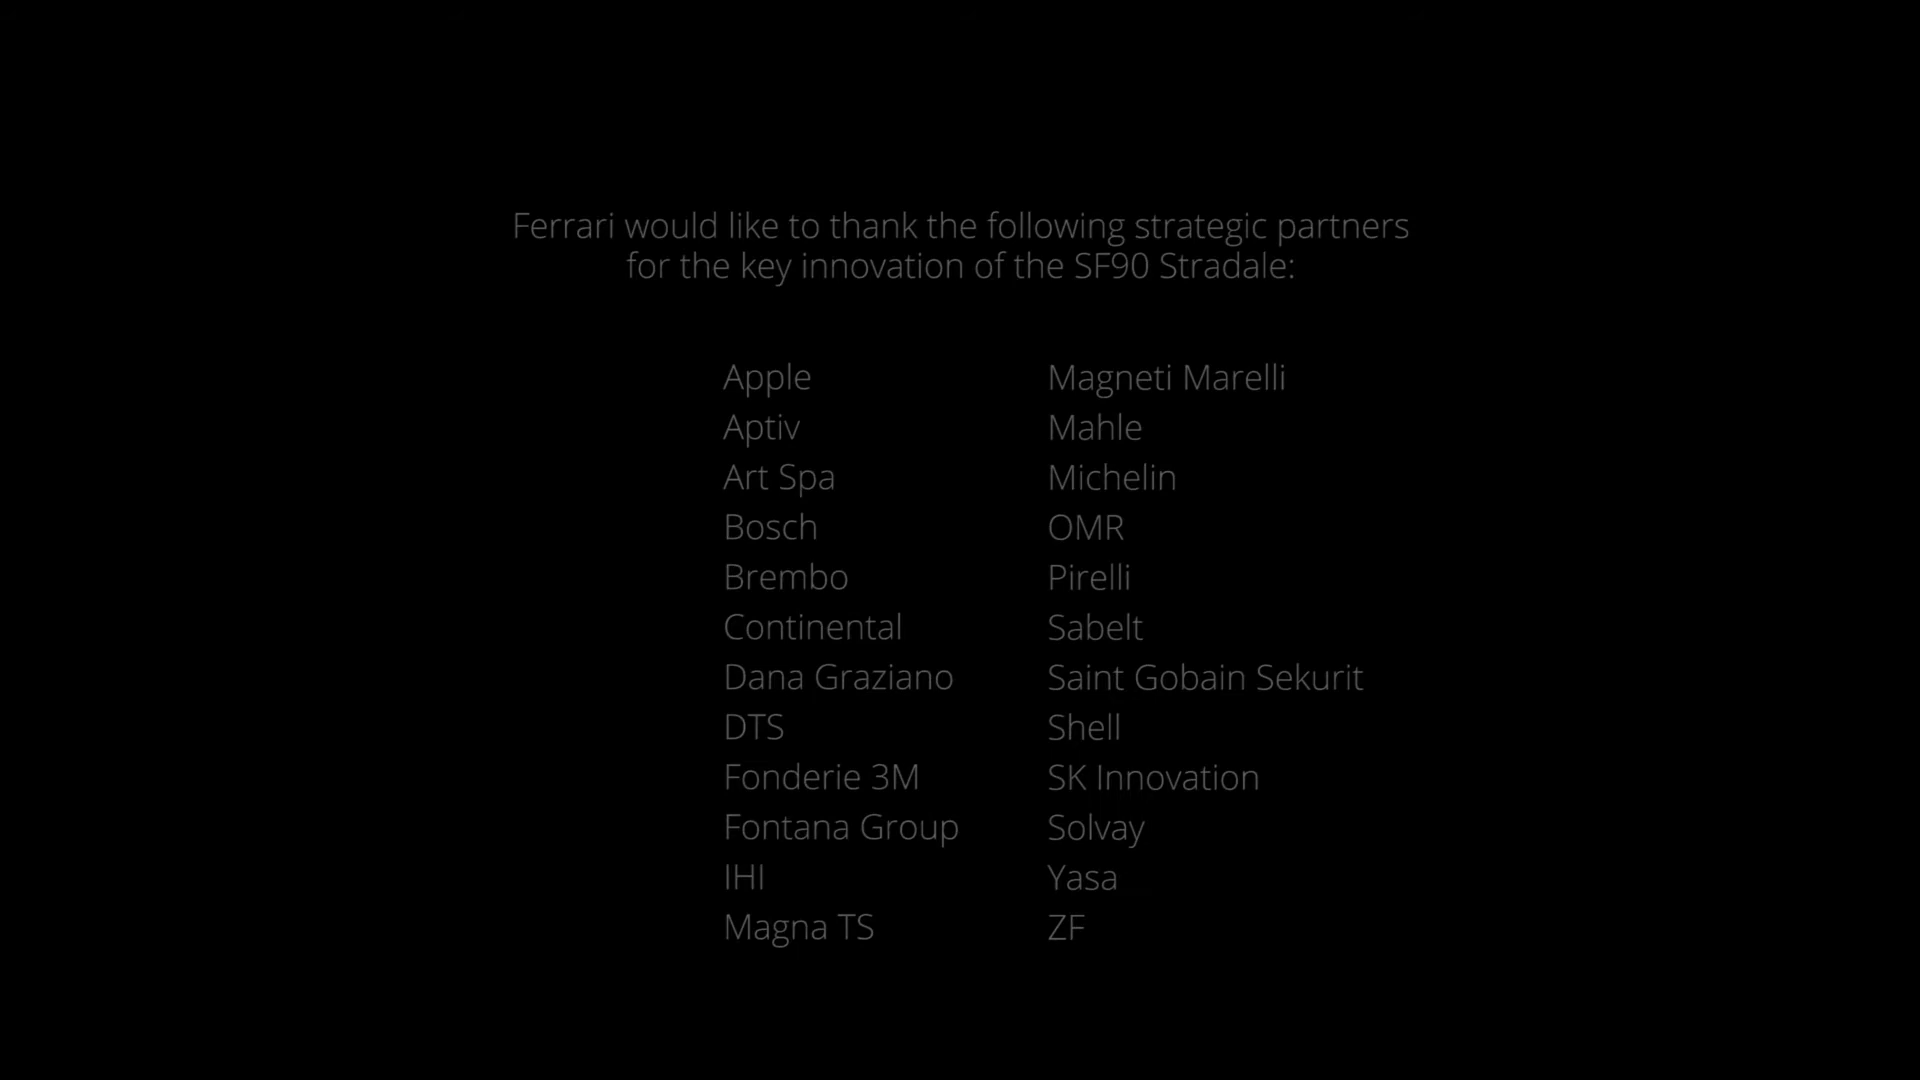 Ferrari would like to thank the following strategic partners
for the key innovation of the SF90 Stradale:
Apple
Aptiv
Art Spa
Bosch
Brembo
Continental
Dana Graziano
DTS
Fonderie 3M
Fontana Group
IHI
Magna TS
Magneti Marelli
Mahle
Michelin
OMR
Pirelli
Sabelt
Saint Gobain Sekurit
Shell
SK Innovation
Solvay
Yasa
ZF